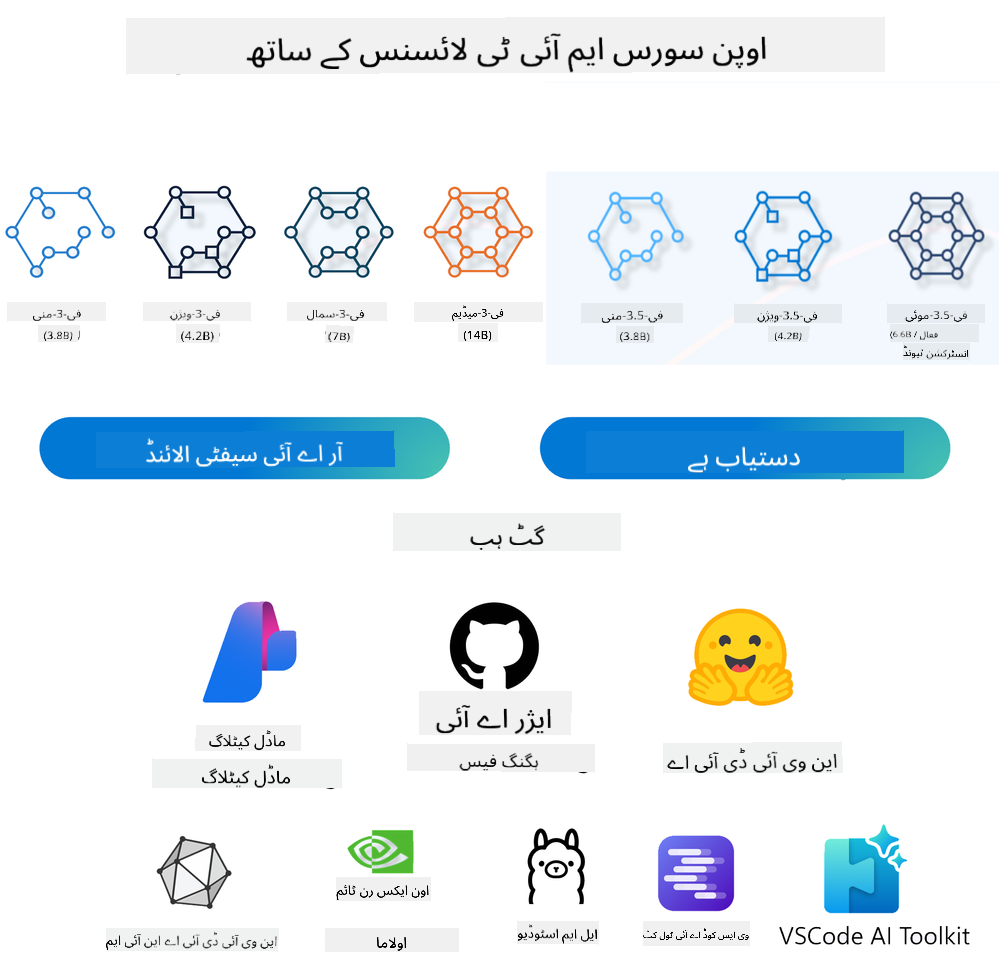 اوپن سورس ایم آئی ٹی لائسنس کے ساتھ
فی-3-منی
(3.8B)
فی-3-ویژن
(4.2B)
فی-3-سمال
(7B)
فی-3-میڈیم
(14B)
فی-3.5-منی
(3.8B)
فی-3.5-ویژن
(4.2B)
فی-3.5-موئی
فعال / 6.6B)
انسٹرکشن ٹیونڈ
آر اے آئی سیفٹی الائنڈ
دستیاب ہے
گٹ ہب
ماڈل کیٹلاگ
ماڈل کیٹلاگ
ایژر اے آئی
ہگنگ فیس
این وی آئی ڈی آئی اے
این وی آئی ڈی آئی اے این آئی ایم
اون ایکس رن ٹائم
اولاما
ایل ایم اسٹوڈیو
وی ایس کوڈ اے آئی ٹول کٹ
VSCode AI Toolkit